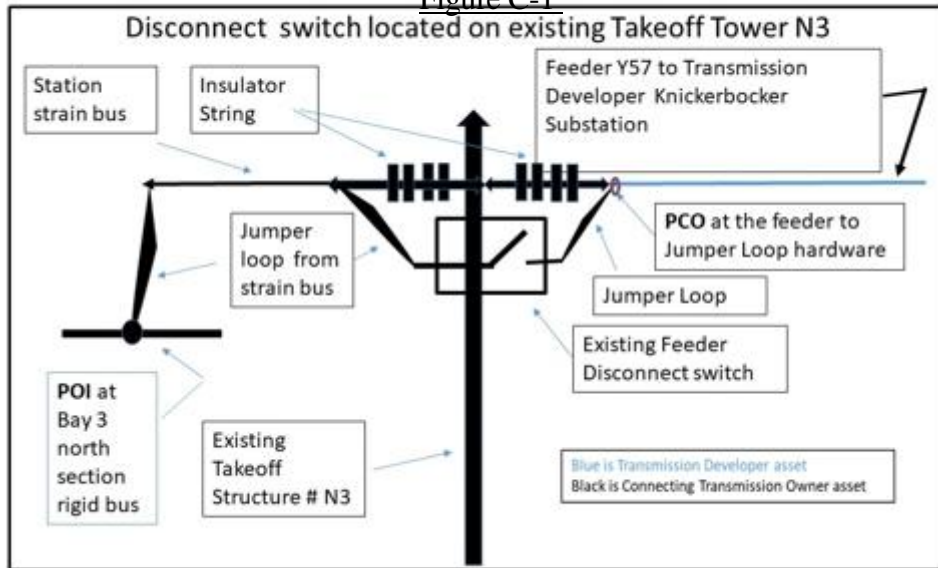 Figure C-1
Disconnect switch located on existing Takeoff Tower N3
Station
strain bus
Insulator
String
Feeder Y57 to Transmission
Developer Knickerbocker
Substation
Jumper
loop from
strain bus
PCO at the feeder to
Jumper Loop hardware
Jumper Loop
Existing Feeder
Disconnect switch
POI at
Bay 3
north
section
rigid bus
Existing
Takeoff
Structure # N3
Blue is Transmission Developer asset
Black is Connecting Transmission Owner asset